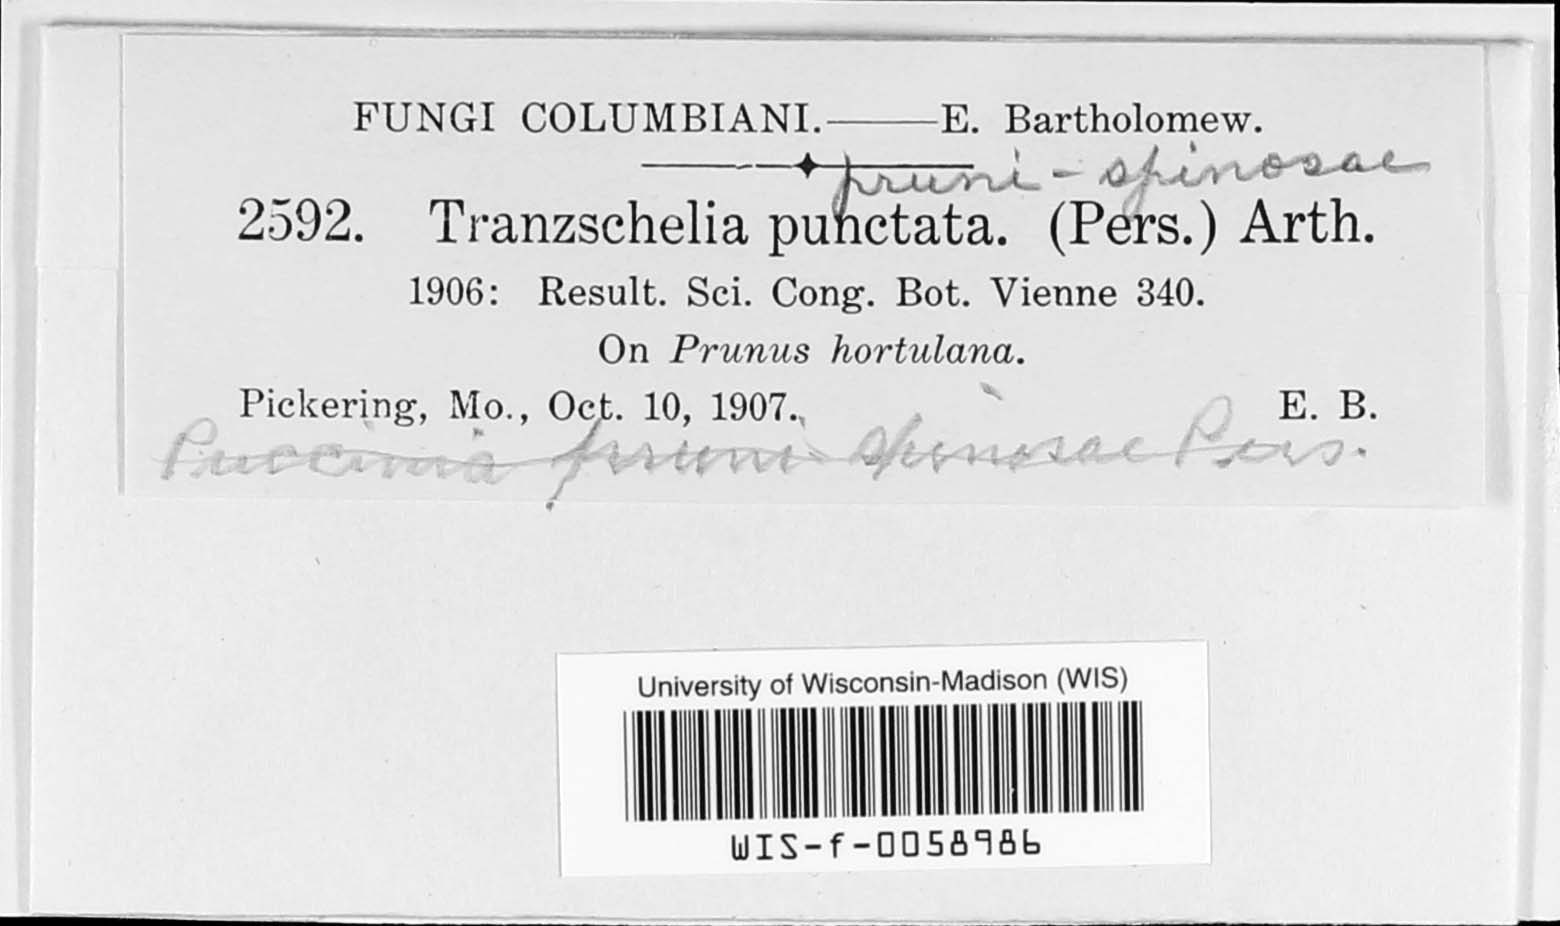 FUNGI COLUMBIANI.——E. Bartholomew.
pruni-spinosae
2592. Tranzschelia punctata. (Pers.) Arth.
1906: Result. Sci. Cong. Bot. Vienne 340.
On Prunus hortulana.
Pickering, Mo., Oct. 10, 1907. E. B.
Puccinia pruni spinosae Pers.
University of Wisconsin-Madison (WIS)
WIS-f-0058986